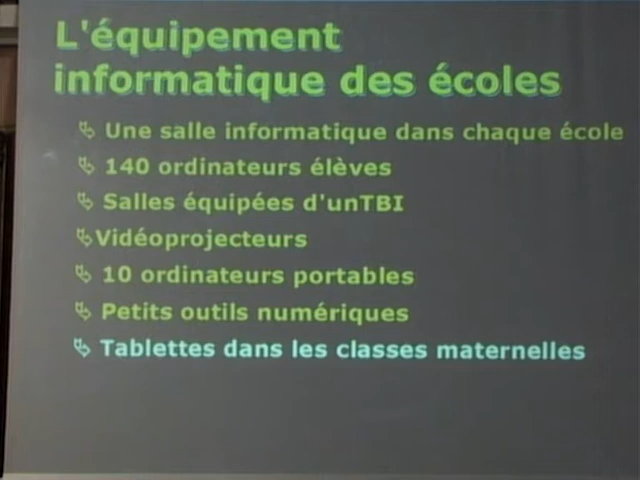 L'équipement
informatique des écoles
Une salle informatique dans chaque école
140 ordinateurs élèves
Salles équipées d'unTBI
Vidéoprojecteurs
10 ordinateurs portables
Petits outils numériques
Tablettes dans les classes maternelles